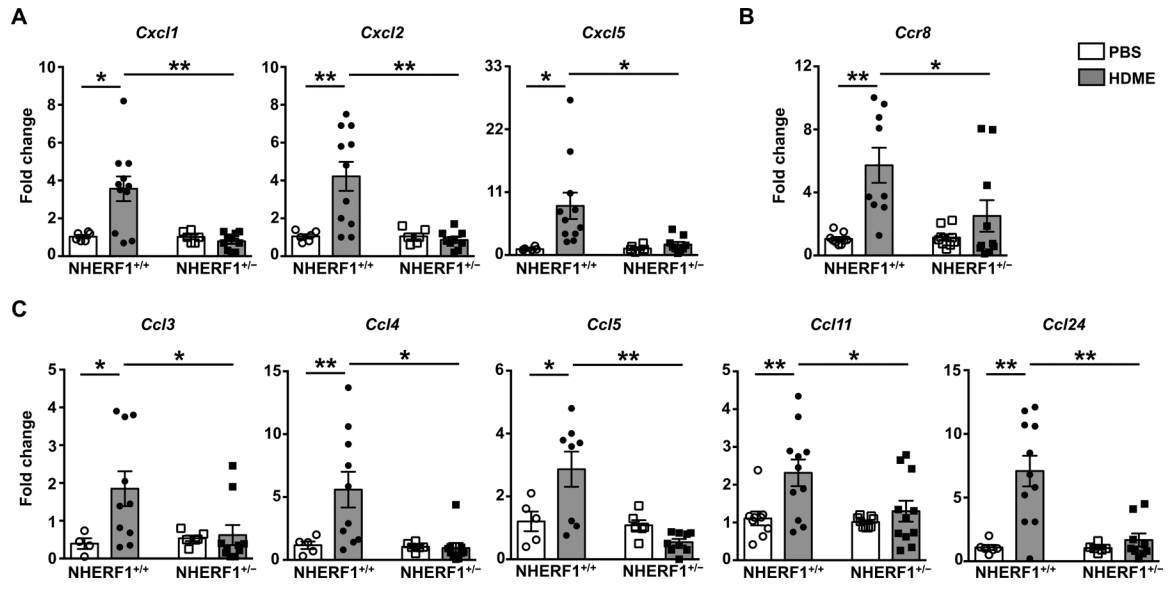 A
B
Cxcl1
Cxcl2
Cxcl5
Ccr8
PBS
HDME
Fold change
10
8
6
4
2
0
* **
NHERF1+/+ NHERF1+/−
10
8
6
4
2
0
** **
NHERF1+/+ NHERF1+/−
33
22
11
0
* *
NHERF1+/+ NHERF1+/−
Fold change
12
8
4
0
** *
NHERF1+/+ NHERF1+/−
C
Ccl3
Ccl4
Ccl5
Ccl11
Ccl24
Fold change
5
4
3
2
1
0
* *
NHERF1+/+ NHERF1+/−
15
10
5
0
** *
NHERF1+/+ NHERF1+/−
6
4
2
0
* **
NHERF1+/+ NHERF1+/−
5
4
3
2
1
0
** *
NHERF1+/+ NHERF1+/−
15
10
5
0
** **
NHERF1+/+ NHERF1+/−